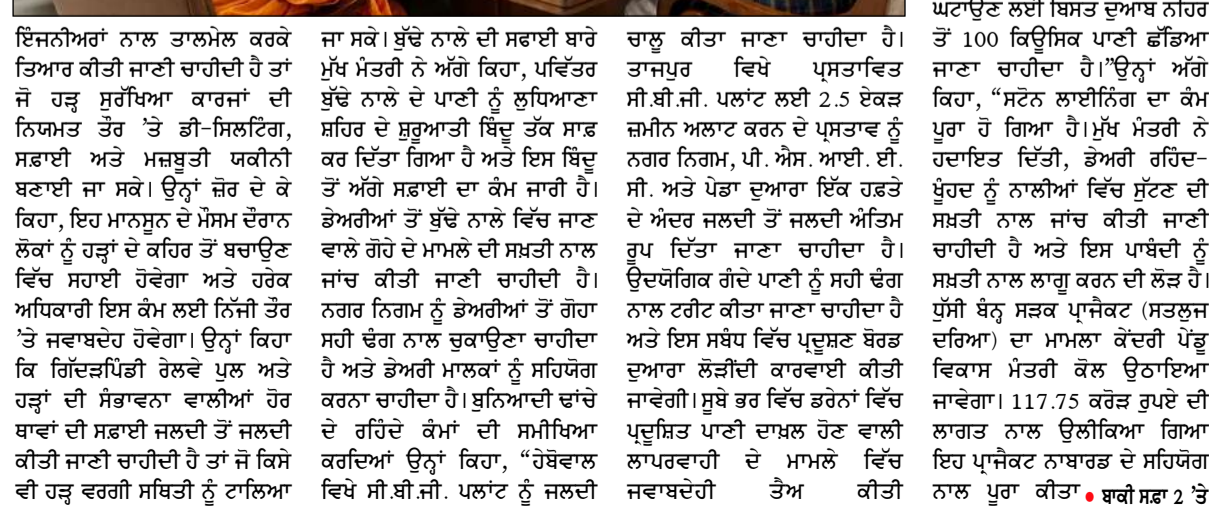 ਇੰਜਨੀਅਰਾਂ ਨਾਲ ਤਾਲਮੇਲ ਕਰਕੇ
ਤਿਆਰ ਕੀਤੀ ਜਾਣੀ ਚਾਹੀਦੀ ਹੈ ਤਾਂ
ਜੋ ਹੜ੍ਹ ਸੁਰੱਖਿਆ ਕਾਰਜਾਂ ਦੀ
ਨਿਯਮਤ ਤੌਰ 'ਤੇ ਡੀ-ਸਿਲਟਿੰਗ,
ਸਫ਼ਾਈ ਅਤੇ ਮਜ਼ਬੂਤੀ ਯਕੀਨੀ
ਬਣਾਈ ਜਾ ਸਕੇ। ਉਨ੍ਹਾਂ ਜ਼ੋਰ ਦੇ ਕੇ
ਕਿਹਾ, ਇਹ ਮਾਨਸੂਨ ਦੇ ਮੌਸਮ ਦੌਰਾਨ
ਲੋਕਾਂ ਨੂੰ ਹੜ੍ਹਾਂ ਦੇ ਕਹਿਰ ਤੋਂ ਬਚਾਉਣ
ਵਿੱਚ ਸਹਾਈ ਹੋਵੇਗਾ ਅਤੇ ਹਰੇਕ
ਅਧਿਕਾਰੀ ਇਸ ਕੰਮ ਲਈ ਨਿੱਜੀ ਤੌਰ
'ਤੇ ਜਵਾਬਦੇਹ ਹੋਵੇਗਾ। ਉਨ੍ਹਾਂ ਕਿਹਾ
ਕਿ ਗਿੱਦੜਪਿੰਡੀ ਰੇਲਵੇ ਪੁਲ ਅਤੇ
ਹੜ੍ਹਾਂ ਦੀ ਸੰਭਾਵਨਾ ਵਾਲੀਆਂ ਹੋਰ
ਥਾਵਾਂ ਦੀ ਸਫ਼ਾਈ ਜਲਦੀ ਤੋਂ ਜਲਦੀ
ਕੀਤੀ ਜਾਣੀ ਚਾਹੀਦੀ ਹੈ ਤਾਂ ਜੋ ਕਿਸੇ
ਵੀ ਹੜ੍ਹ ਵਰਗੀ ਸਥਿਤੀ ਨੂੰ ਟਾਲਿਆ
ਜਾ ਸਕੇ। ਬੁੱਢੇ ਨਾਲੇ ਦੀ ਸਫਾਈ ਬਾਰੇ
ਮੁੱਖ ਮੰਤਰੀ ਨੇ ਅੱਗੇ ਕਿਹਾ, ਪਵਿੱਤਰ
ਬੁੱਢੇ ਨਾਲੇ ਦੇ ਪਾਣੀ ਨੂੰ ਲੁਧਿਆਣਾ
ਸ਼ਹਿਰ ਦੇ ਸ਼ੁਰੂਆਤੀ ਬਿੰਦੂ ਤੱਕ ਸਾਫ਼
ਕਰ ਦਿੱਤਾ ਗਿਆ ਹੈ ਅਤੇ ਇਸ ਬਿੰਦੂ
ਤੋਂ ਅੱਗੇ ਸਫ਼ਾਈ ਦਾ ਕੰਮ ਜਾਰੀ ਹੈ।
ਡੇਅਰੀਆਂ ਤੋਂ ਬੁੱਢੇ ਨਾਲੇ ਵਿੱਚ ਜਾਣ
ਵਾਲੇ ਗੋਹੇ ਦੇ ਮਾਮਲੇ ਦੀ ਸਖ਼ਤੀ ਨਾਲ
ਜਾਂਚ ਕੀਤੀ ਜਾਣੀ ਚਾਹੀਦੀ ਹੈ।
ਨਗਰ ਨਿਗਮ ਨੂੰ ਡੇਅਰੀਆਂ ਤੋਂ ਗੋਹਾ
ਸਹੀ ਢੰਗ ਨਾਲ ਚੁਕਾਉਣਾ ਚਾਹੀਦਾ
ਹੈ ਅਤੇ ਡੇਅਰੀ ਮਾਲਕਾਂ ਨੂੰ ਸਹਿਯੋਗ
ਕਰਨਾ ਚਾਹੀਦਾ ਹੈ। ਬੁਨਿਆਦੀ ਢਾਂਚੇ
ਦੇ ਰਹਿੰਦੇ ਕੰਮਾਂ ਦੀ ਸਮੀਖਿਆ
ਕਰਦਿਆਂ ਉਨ੍ਹਾਂ ਕਿਹਾ, “ਹੇਬੋਵਾਲ
ਵਿਖੇ ਸੀ.ਬੀ.ਜੀ. ਪਲਾਂਟ ਨੂੰ ਜਲਦੀ
ਚਾਲੂ ਕੀਤਾ ਜਾਣਾ ਚਾਹੀਦਾ ਹੈ।
ਤਾਜਪੁਰ ਵਿਖੇ ਪ੍ਰਸਤਾਵਿਤ
ਸੀ.ਬੀ.ਜੀ. ਪਲਾਂਟ ਲਈ 2.5 ਏਕੜ
ਜ਼ਮੀਨ ਅਲਾਟ ਕਰਨ ਦੇ ਪ੍ਰਸਤਾਵ ਨੂੰ
ਨਗਰ ਨਿਗਮ, ਪੀ. ਐਸ. ਆਈ. ਈ.
ਸੀ. ਅਤੇ ਪੇਡਾ ਦੁਆਰਾ ਇੱਕ ਹਫ਼ਤੇ
ਦੇ ਅੰਦਰ ਜਲਦੀ ਤੋਂ ਜਲਦੀ ਅੰਤਿਮ
ਰੂਪ ਦਿੱਤਾ ਜਾਣਾ ਚਾਹੀਦਾ ਹੈ।
ਉਦਯੋਗਿਕ ਗੰਦੇ ਪਾਣੀ ਨੂੰ ਸਹੀ ਢੰਗ
ਨਾਲ ਟਰੀਟ ਕੀਤਾ ਜਾਣਾ ਚਾਹੀਦਾ ਹੈ
ਅਤੇ ਇਸ ਸਬੰਧ ਵਿੱਚ ਪ੍ਰਦੂਸ਼ਣ ਬੋਰਡ
ਦੁਆਰਾ ਲੋੜੀਂਦੀ ਕਾਰਵਾਈ ਕੀਤੀ
ਜਾਵੇਗੀ। ਸੂਬੇ ਭਰ ਵਿੱਚ ਡਰੇਨਾਂ ਵਿੱਚ
ਪ੍ਰਦੂਸ਼ਿਤ ਪਾਣੀ ਦਾਖ਼ਲ ਹੋਣ ਵਾਲੀ
ਲਾਪਰਵਾਹੀ ਦੇ ਮਾਮਲੇ ਵਿੱਚ
ਜਵਾਬਦੇਹੀ ਤੈਅ ਕੀਤੀ
ਘਟਾਉਣ ਲਈ ਬਿਸਤ ਦੁਆਬ ਨਹਿਰ
ਤੋਂ 100 ਕਿਊਸਿਕ ਪਾਣੀ ਛੱਡਿਆ
ਜਾਣਾ ਚਾਹੀਦਾ ਹੈ।”ਉਨ੍ਹਾਂ ਅੱਗੇ
ਕਿਹਾ, “ਸਟੋਨ ਲਾਈਨਿੰਗ ਦਾ ਕੰਮ
ਪੂਰਾ ਹੋ ਗਿਆ ਹੈ। ਮੁੱਖ ਮੰਤਰੀ ਨੇ
ਹਦਾਇਤ ਦਿੱਤੀ, ਡੇਅਰੀ ਰਹਿੰਦ-
ਖੂੰਹਦ ਨੂੰ ਨਾਲੀਆਂ ਵਿੱਚ ਸੁੱਟਣ ਦੀ
ਸਖ਼ਤੀ ਨਾਲ ਜਾਂਚ ਕੀਤੀ ਜਾਣੀ
ਚਾਹੀਦੀ ਹੈ ਅਤੇ ਇਸ ਪਾਬੰਦੀ ਨੂੰ
ਸਖ਼ਤੀ ਨਾਲ ਲਾਗੂ ਕਰਨ ਦੀ ਲੋੜ ਹੈ।
ਧੁੱਸੀ ਬੰਨ੍ਹ ਸੜਕ ਪ੍ਰਾਜੈਕਟ (ਸਤਲੁਜ
ਦਰਿਆ) ਦਾ ਮਾਮਲਾ ਕੇਂਦਰੀ ਪੇਂਡੂ
ਵਿਕਾਸ ਮੰਤਰੀ ਕੋਲ ਉਠਾਇਆ
ਜਾਵੇਗਾ। 117.75 ਕਰੋੜ ਰੁਪਏ ਦੀ
ਲਾਗਤ ਨਾਲ ਉਲੀਕਿਆ ਗਿਆ
ਇਹ ਪ੍ਰਾਜੈਕਟ ਨਾਬਾਰਡ ਦੇ ਸਹਿਯੋਗ
ਨਾਲ ਪੂਰਾ ਕੀਤਾ • ਬਾਕੀ ਸਫ਼ਾ 2 'ਤੇ